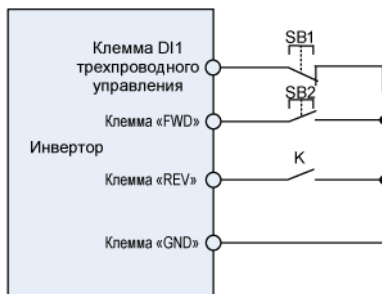 Клемма DI1
трехпроводного
управления
SB1
Клемма «FWD»
SB2
Инвертор
Клемма «REV»
K
Клемма «GND»